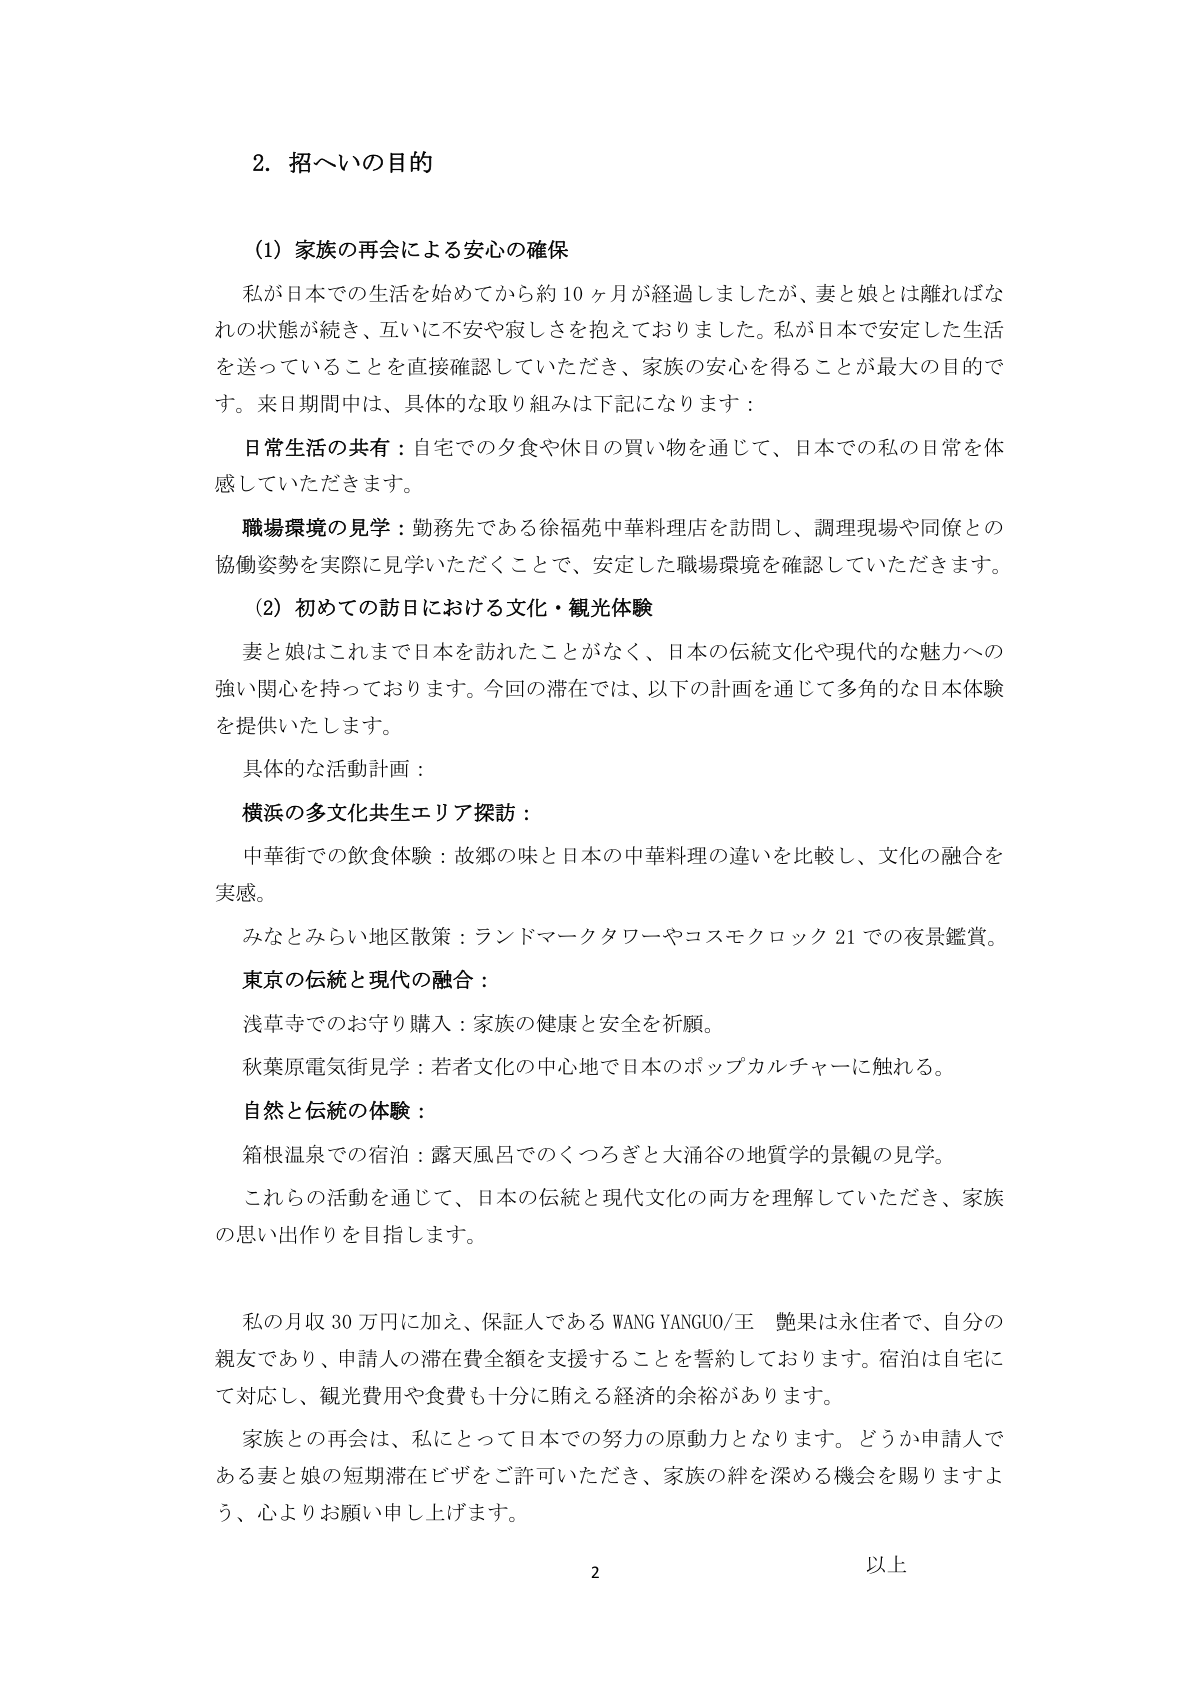 2. 招へいの目的
（1）家族の再会による安心の確保
私が日本での生活を始めてから約 10 ヶ月が経過しましたが、妻と娘とは離ればな
れの状態が続き、互いに不安や寂しさを抱えておりました。私が日本で安定した生活
を送っていることを直接確認していただき、家族の安心を得ることが最大の目的で
す。来日期間中は、具体的な取り組みは下記になります：
日常生活の共有：自宅での夕食や休日の買い物を通じて、日本での私の日常を体
感していただきます。
職場環境の見学：勤務先である徐福苑中華料理店を訪問し、調理現場や同僚との
協働姿勢を実際に見学いただくことで、安定した職場環境を確認していただきます。
（2）初めての訪日における文化・観光体験
妻と娘はこれまで日本を訪れたことがなく、日本の伝統文化や現代的な魅力への
強い関心を持っております。今回の滞在では、以下の計画を通じて多角的な日本体験
を提供いたします。
具体的な活動計画：
横浜の多文化共生エリア探訪：
中華街での飲食体験：故郷の味と日本の中華料理の違いを比較し、文化の融合を
実感。
みなとみらい地区散策：ランドマークタワーやコスモクロック 21 での夜景鑑賞。
東京の伝統と現代の融合：
浅草寺でのお守り購入：家族の健康と安全を祈願。
秋葉原電気街見学：若者文化の中心地で日本のポップカルチャーに触れる。
自然と伝統の体験：
箱根温泉での宿泊：露天風呂でのくつろぎと大涌谷の地質学的景観の見学。
これらの活動を通じて、日本の伝統と現代文化の両方を理解していただき、家族
の思い出作りを目指します。
私の月収 30 万円に加え、保証人である WANG YANGUO/王　艶果は永住者で、自分の
親友であり、申請人の滞在費全額を支援することを誓約しております。宿泊は自宅に
て対応し、観光費用や食費も十分に賄える経済的余裕があります。
家族との再会は、私にとって日本での努力の原動力となります。どうか申請人で
ある妻と娘の短期滞在ビザをご許可いただき、家族の絆を深める機会を賜りますよ
う、心よりお願い申し上げます。
以上
2